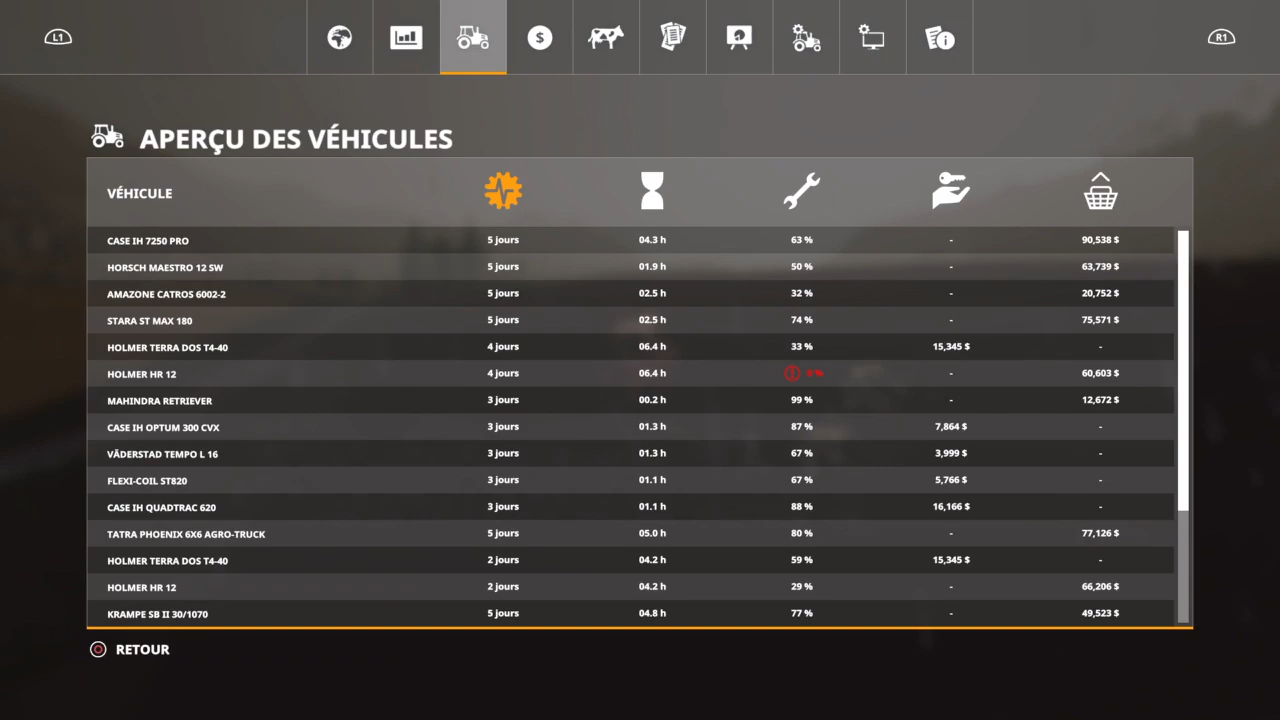 L1
R1
APERÇU DES VÉHICULES
VÉHICULE
CASE IH 7250 PRO 5 jours 04.3 h 63 % - 90,538 $
HORSCH MAESTRO 12 SW 5 jours 01.9 h 50 % - 63,739 $
AMAZONE CATROS 6002-2 5 jours 02.5 h 32 % - 20,752 $
STARA ST MAX 180 5 jours 02.5 h 74 % - 75,571 $
HOLMER TERRA DOS T4-40 4 jours 06.4 h 33 % 15,345 $ -
HOLMER HR 12 4 jours 06.4 h - 60,603 $
MAHINDRA RETRIEVER 3 jours 00.2 h 99 % - 12,672 $
CASE IH OPTUM 300 CVX 3 jours 01.3 h 87 % 7,864 $ -
VÄDERSTAD TEMPO L 16 3 jours 01.3 h 67 % 3,999 $ -
FLEXI-COIL ST820 3 jours 01.1 h 67 % 5,766 $ -
CASE IH QUADTRAC 620 3 jours 01.1 h 88 % 16,166 $ -
TATRA PHOENIX 6X6 AGRO-TRUCK 5 jours 05.0 h 80 % - 77,126 $
HOLMER TERRA DOS T4-40 2 jours 04.2 h 59 % 15,345 $ -
HOLMER HR 12 2 jours 04.2 h 29 % - 66,206 $
KRAMPE SB II 30/1070 5 jours 04.8 h 77 % - 49,523 $
RETOUR